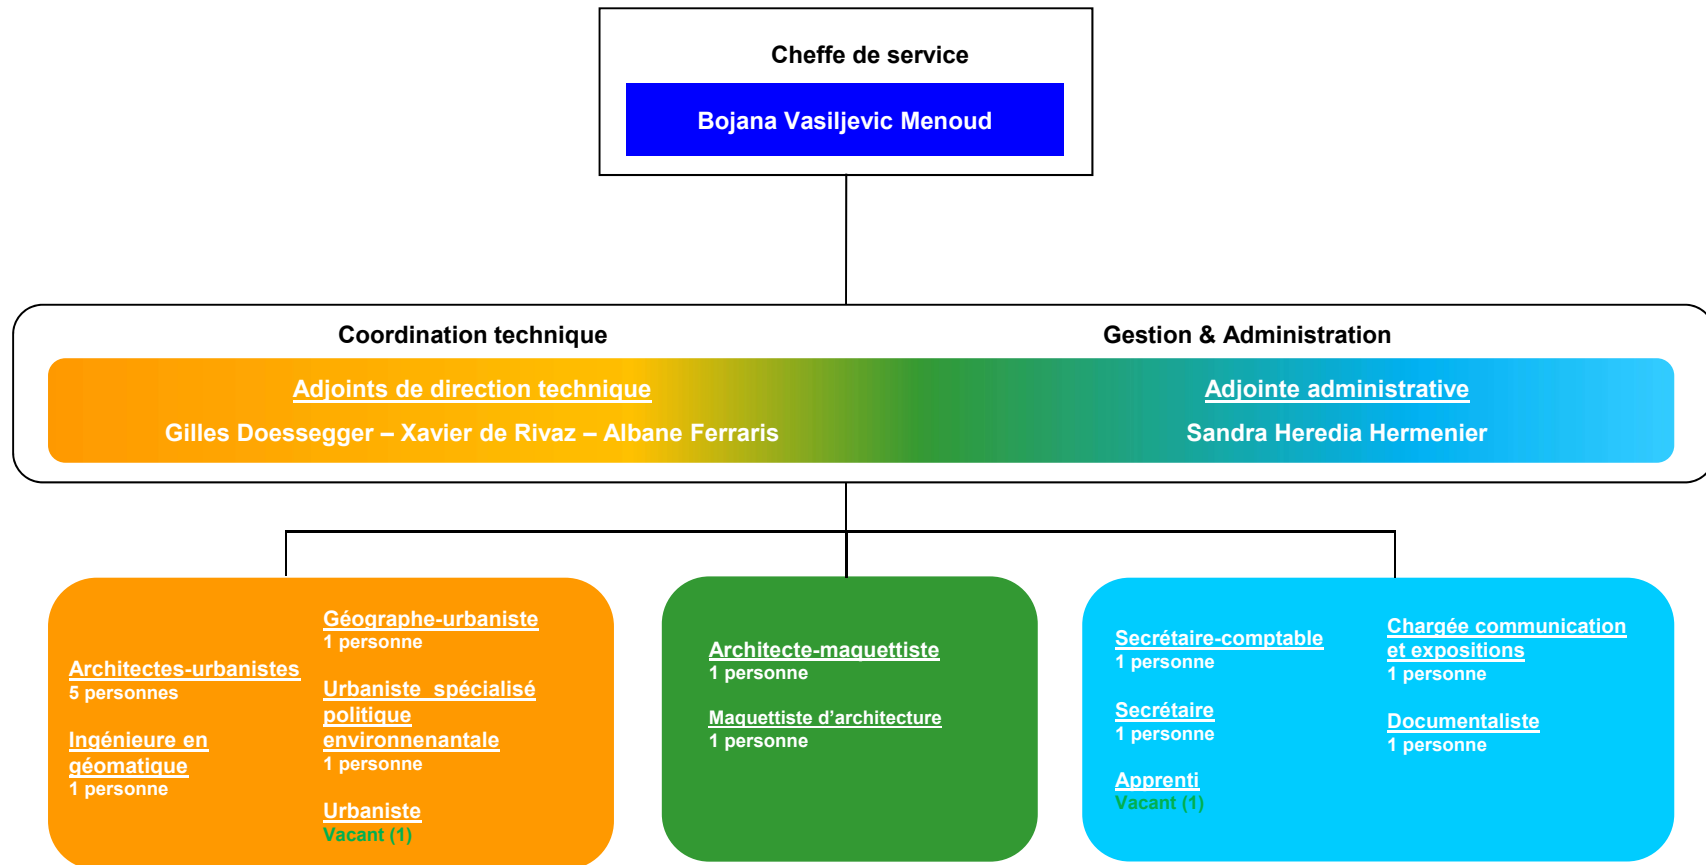 Cheffe de service
Bojana Vasiljevic Menoud
Coordination technique
Gestion & Administration
Adjoints de direction technique
Gilles Doessegger – Xavier de Rivaz – Albane Ferraris
Adjointe administrative
Sandra Heredia Hermenier
Architectes-urbanistes
5 personnes
Ingénieure en
géomatique
1 personne
Géographe-urbaniste
1 personne
Urbaniste  spécialisé
politique
environnenantale
1 personne
Urbaniste
Vacant (1)
Architecte-maquettiste
1 personne
Maquettiste d’architecture
1 personne
Secrétaire-comptable
1 personne
Secrétaire
1 personne
Apprenti
Vacant (1)
Chargée communication
et expositions
1 personne
Documentaliste
1 personne